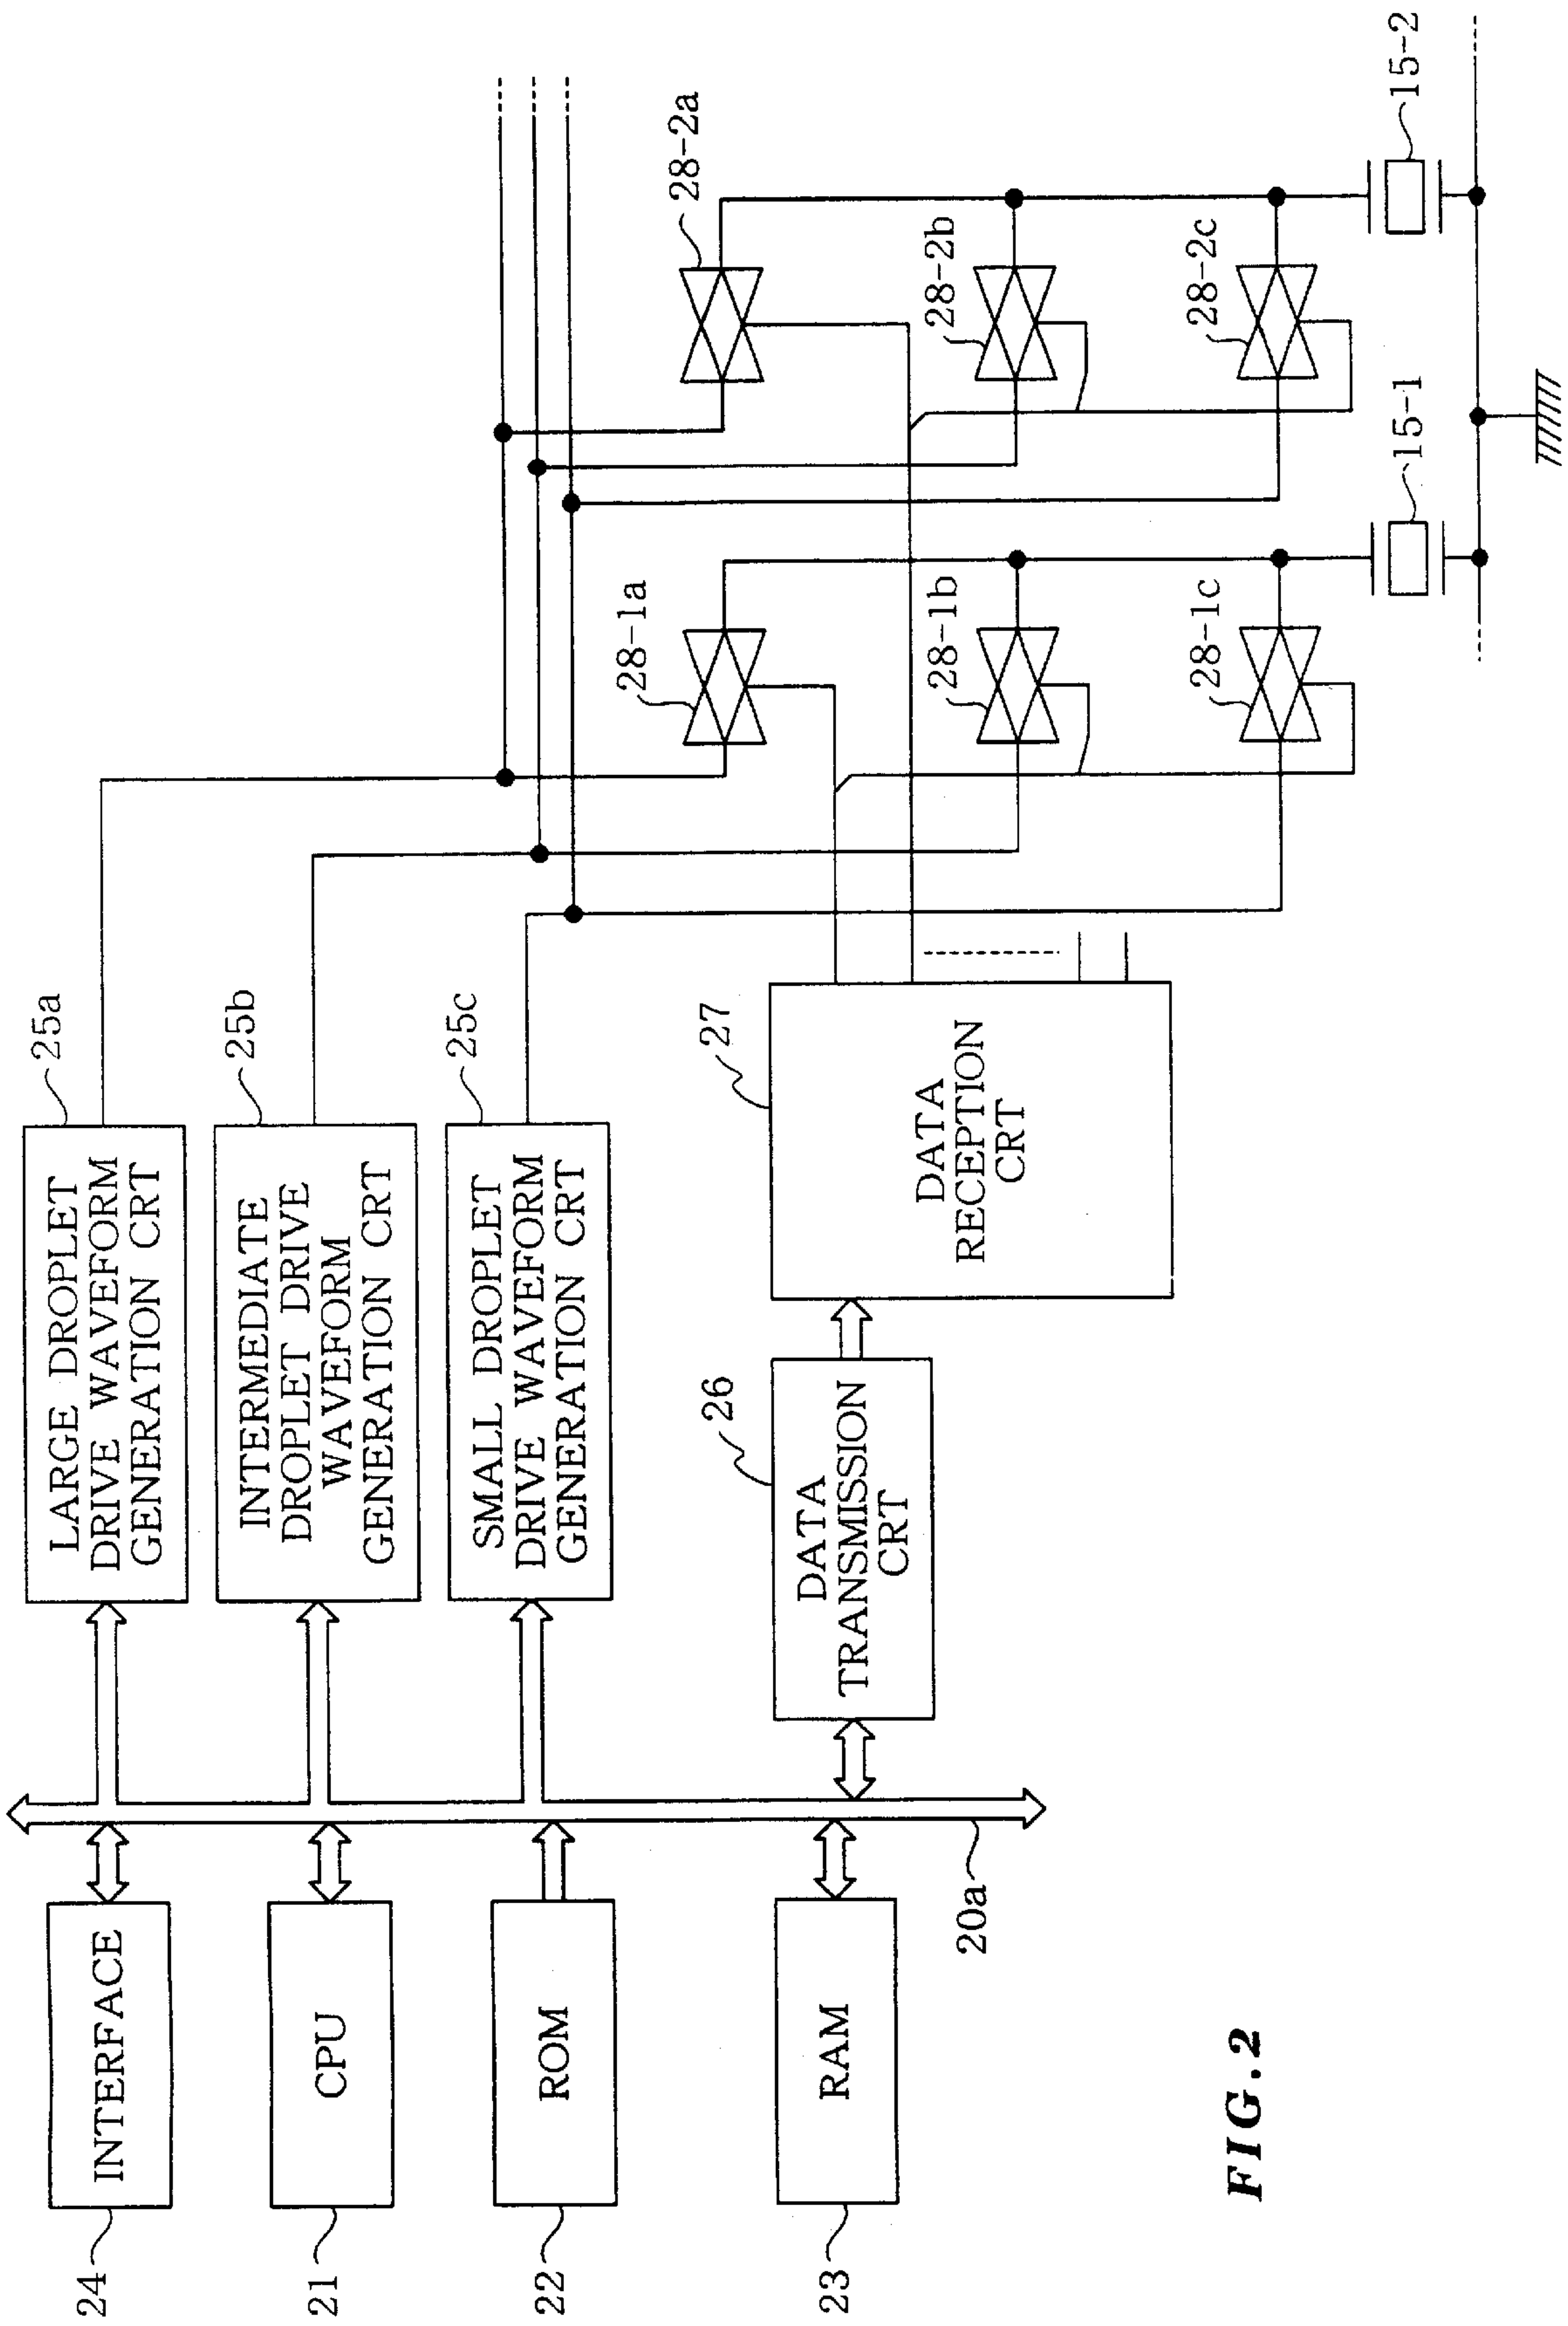 24
INTERFACE
21
CPU
22
ROM
23
RAM
20a
LARGE DROPLET
DRIVE WAVEFORM
GENERATION CRT
25a
INTERMEDIATE
DROPLET DRIVE
WAVEFORM
GENERATION CRT
25b
SMALL DROPLET
DRIVE WAVEFORM
GENERATION CRT
25c
DATA
TRANSMISSION
CRT
26
DATA
RECEPTION
CRT
27
28-1a
28-1b
28-1c
15-1
28-2a
28-2b
28-2c
15-2
FIG.2